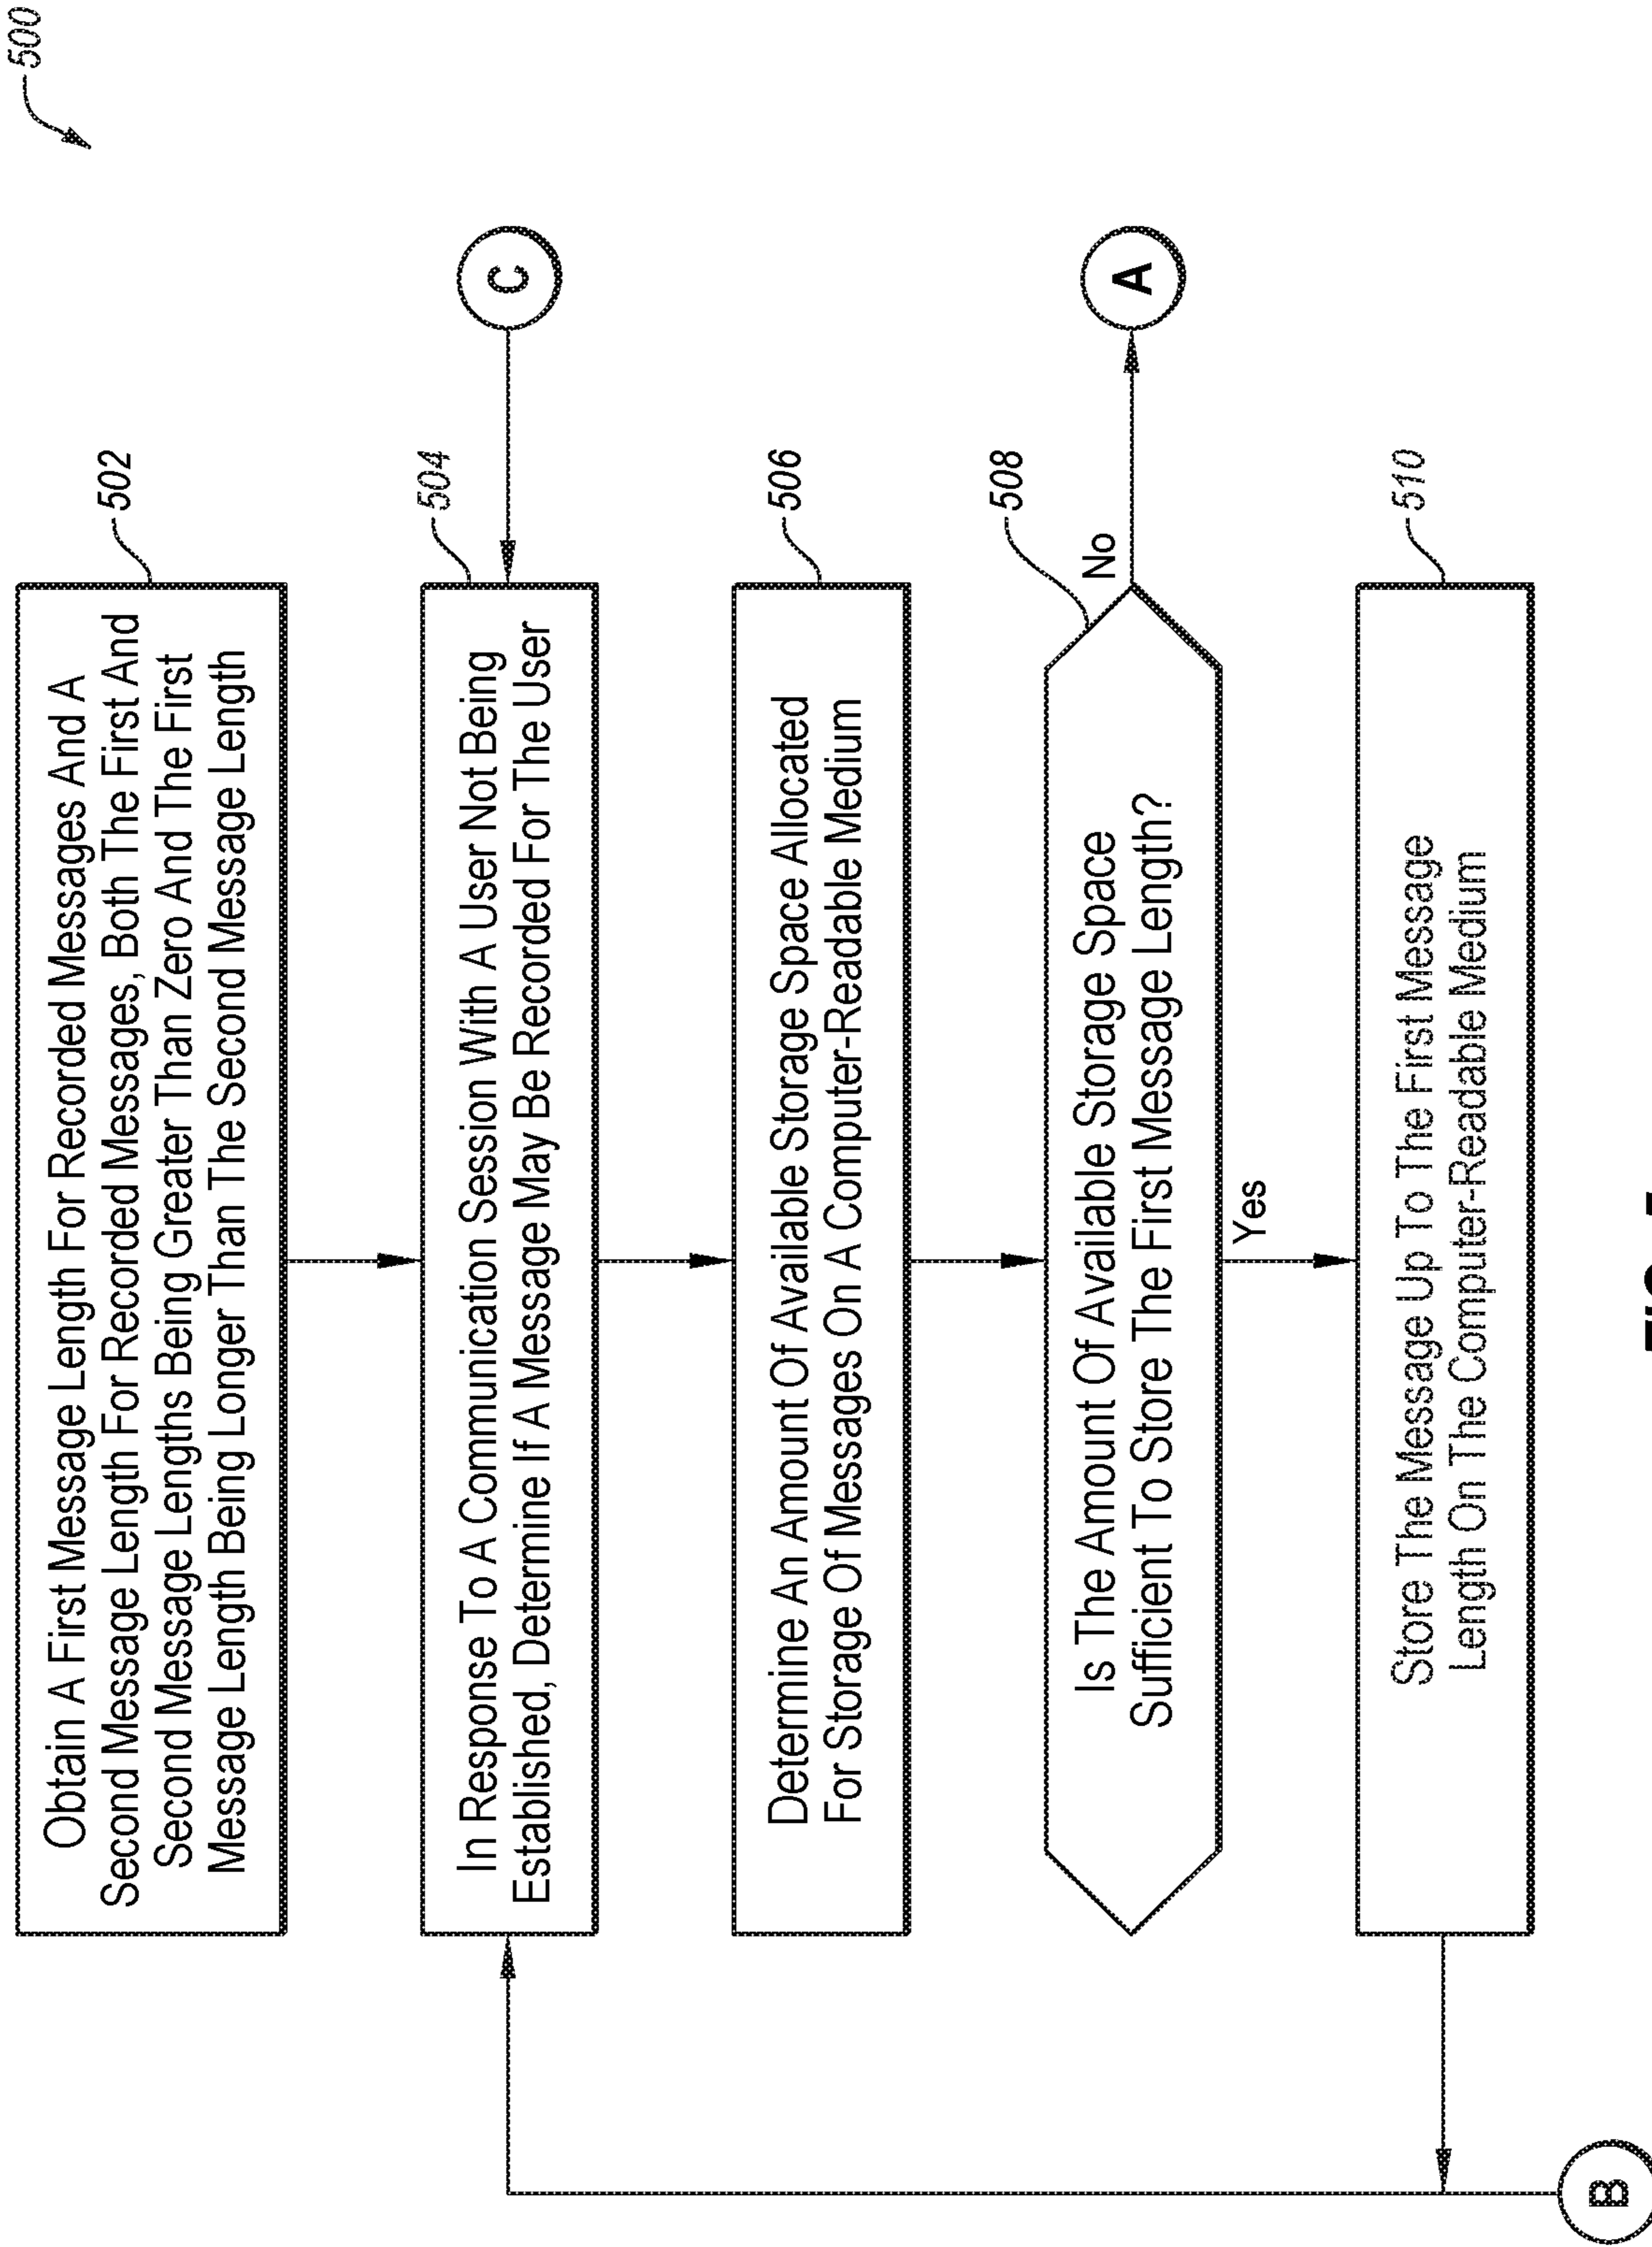 500
Obtain A First Message Length For Recorded Messages And A
Second Message Length For Recorded Messages, Both The First And
Second Message Lengths Being Greater Than Zero And The First
Message Length Being Longer Than The Second Message Length
502
In Response To A Communication Session With A User Not Being
Established, Determine If A Message May Be Recorded For The User
504
C
Determine An Amount Of Available Storage Space Allocated
For Storage Of Messages On A Computer-Readable Medium
506
Is The Amount Of Available Storage Space
Sufficient To Store The First Message Length?
508
No
A
Yes
Store The Message Up To The First Message
Length On The Computer-Readable Medium
510
B